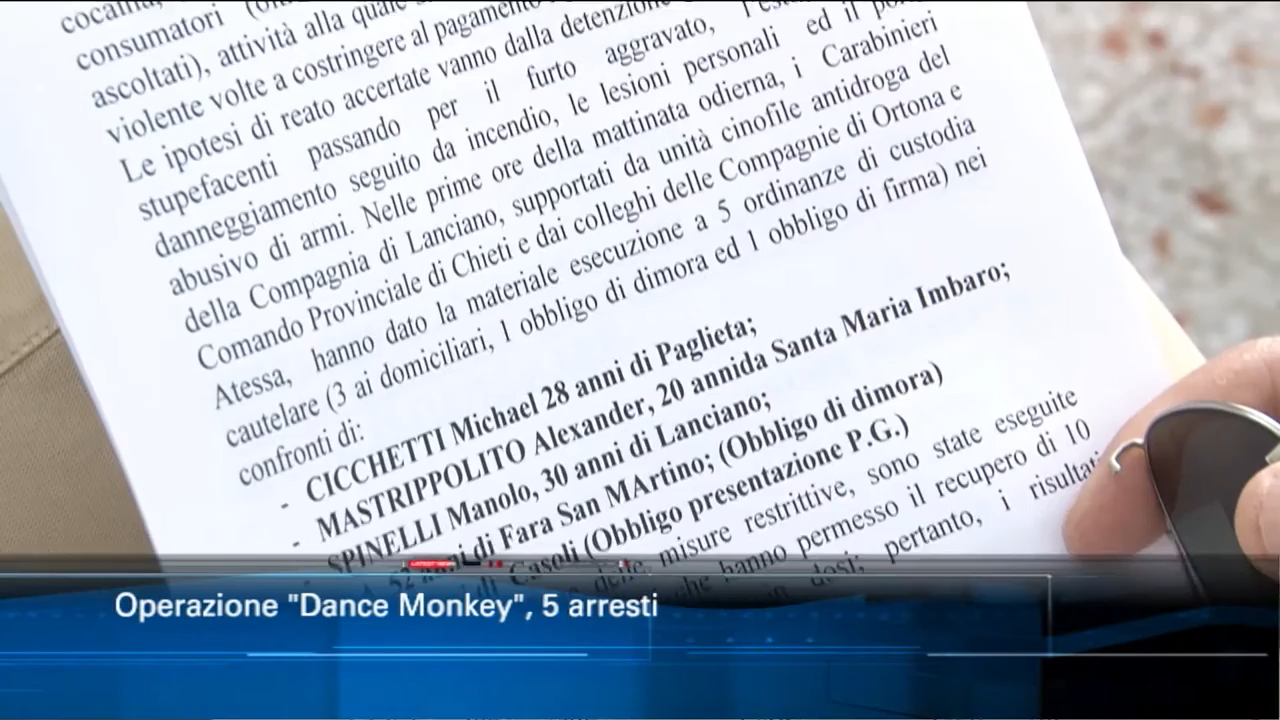 cocaina,
consumatori
ascoltati), attività alla quale
violente volte a costringere al pagamento
Le ipotesi di reato accertate vanno dalla detenzione
stupefacenti passando per il furto aggravato,
danneggiamento seguito da incendio, le lesioni personali ed il
abusivo di armi. Nelle prime ore della mattinata odierna, i Carabinieri
della Compagnia di Lanciano, supportati da unità cinofile antidroga del
Comando Provinciale di Chieti e dai colleghi delle Compagnie di Ortona e
Atessa, hanno dato la materiale esecuzione a 5 ordinanze di custodia
cautelare (3 ai domiciliari, 1 obbligo di dimora ed 1 obbligo di firma) nei
confronti di:
- CICCHETTI Michael 28 anni di Paglieta;
- MASTRIPPOLITO Alexander, 20 annida Santa Maria Imbaro;
- SPINELLI Manolo, 30 anni di Lanciano;
di Fara San MArtino; (Obbligo di dimora)
Casoli (Obbligo presentazione P.G.)
misure restrittive, sono state eseguite
che hanno permesso il recupero di 10
dosi; pertanto, i
LATEST NEWS
Operazione "Dance Monkey", 5 arresti